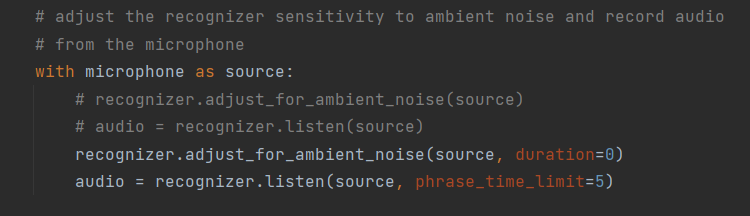 # adjust the recognizer sensitivity to ambient noise and record audio
# from the microphone
with microphone as source:
    # recognizer.adjust_for_ambient_noise(source)
    # audio = recognizer.listen(source)
    recognizer.adjust_for_ambient_noise(source, duration=0)
    audio = recognizer.listen(source, phrase_time_limit=5)